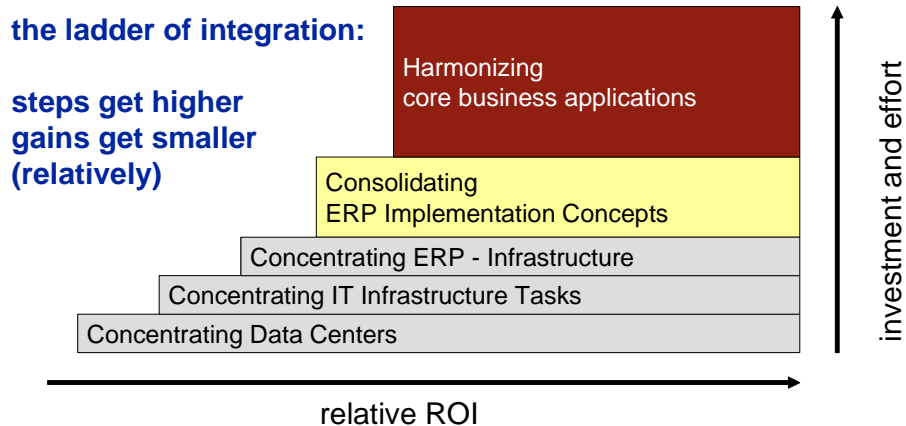 the ladder of integration:
steps get higher
gains get smaller
(relatively)
Harmonizing
core business applications
Consolidating
ERP Implementation Concepts
Concentrating ERP - Infrastructure
Concentrating IT Infrastructure Tasks
Concentrating Data Centers
relative ROI
investment and effort